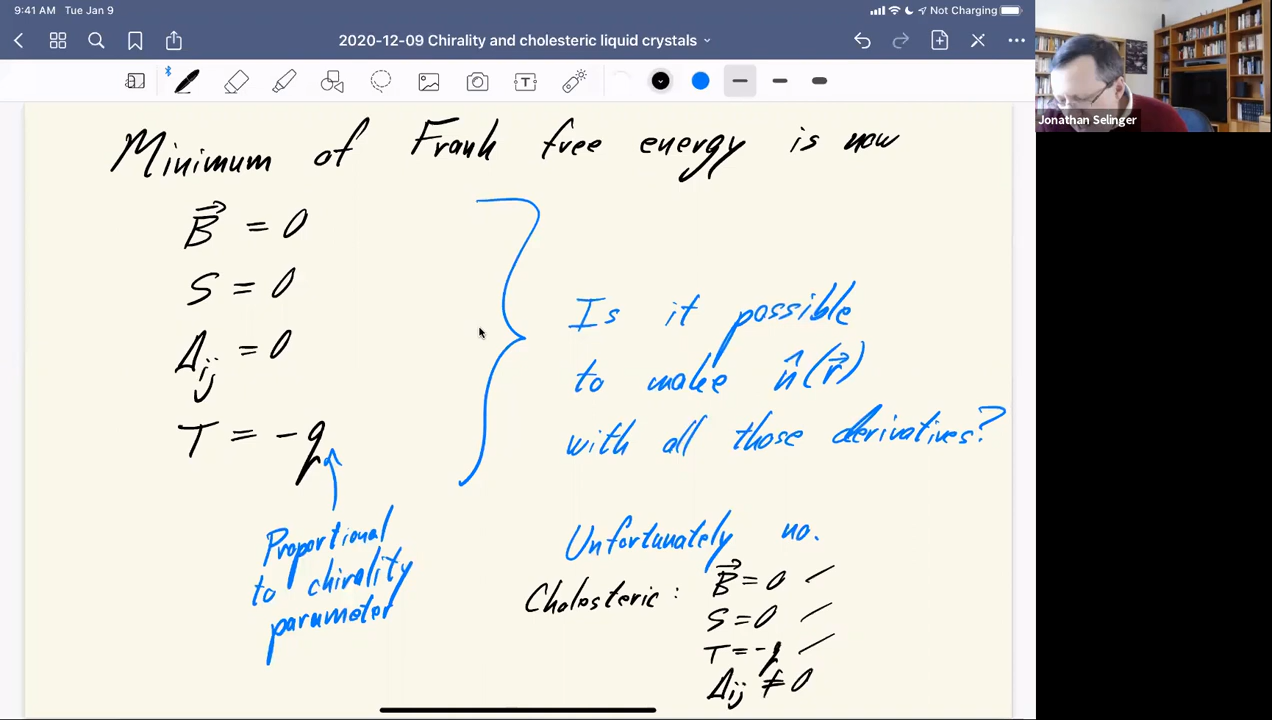 9:41 AM Tue Jan 9
Not Charging
2020-12-09 Chirality and cholesteric liquid crystals
T
Jonathan Selinger
Minimum of Frank free energy is now
B⃗ = 0
S = 0
Δij = 0
T = -q
Proportional
to chirality
parameter
Is it possible
to make n̂(r⃗)
with all those derivatives?
Unfortunately no.
Cholesteric: B⃗ = 0 ✓
S = 0 ✓
T = -q ✓
Δij ≠ 0